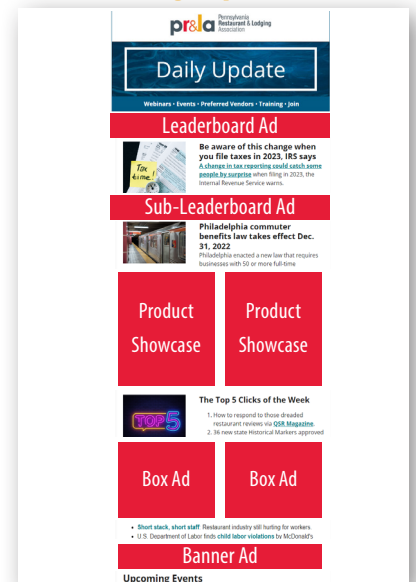 pr&la Pennsylvania
Restaurant & Lodging
Association
Daily Update
Webinars • Events • Preferred Vendors • Training • Join
Leaderboard Ad
Tax
time!
Be aware of this change when
you file taxes in 2023, IRS says
A change in tax reporting could catch some
people by surprise when filing in 2023, the
Internal Revenue Service warns.
Sub-Leaderboard Ad
Philadelphia commuter
benefits law takes effect Dec.
31, 2022
Philadelphia enacted a new law that requires
businesses with 50 or more full-time
Product
Showcase
Product
Showcase
TOP 5
The Top 5 Clicks of the Week
1. How to respond to those dreaded
restaurant reviews via QSR Magazine.
2. 36 new state Historical Markers approved
Box Ad
Box Ad
• Short stack, short staff Restaurant industry still hurting for workers.
• U.S. Department of Labor finds child labor violations by McDonald's
Banner Ad
Upcoming Events